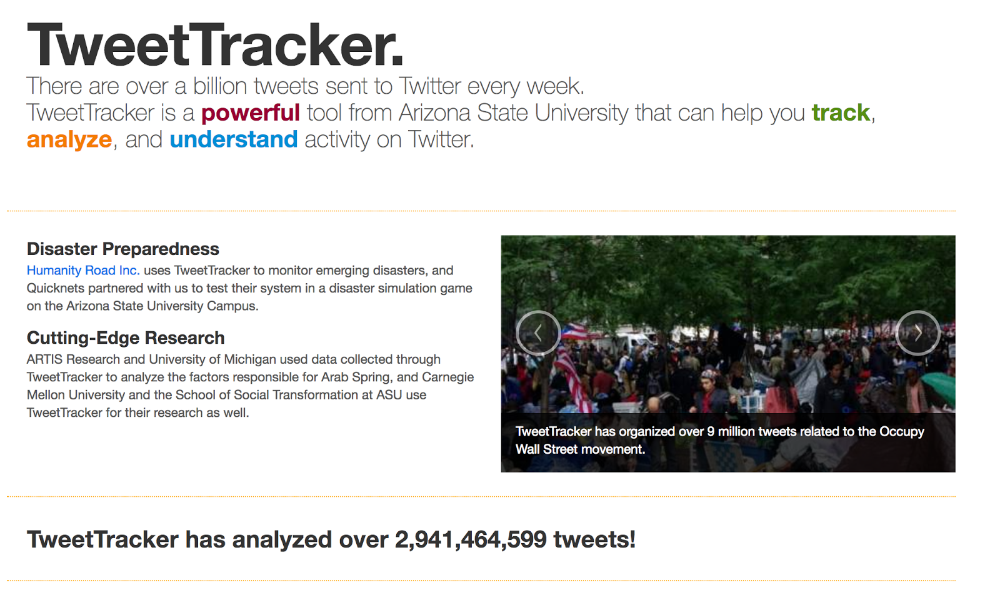 TweetTracker.
There are over a billion tweets sent to Twitter every week.
TweetTracker is a powerful tool from Arizona State University that can help you track,
analyze, and understand activity on Twitter.
Disaster Preparedness
Humanity Road Inc. uses TweetTracker to monitor emerging disasters, and
Quicknets partnered with us to test their system in a disaster simulation game
on the Arizona State University Campus.
Cutting-Edge Research
ARTIS Research and University of Michigan used data collected through
TweetTracker to analyze the factors responsible for Arab Spring, and Carnegie
Mellon University and the School of Social Transformation at ASU use
TweetTracker for their research as well.
TweetTracker has organized over 9 million tweets related to the Occupy
Wall Street movement.
TweetTracker has analyzed over 2,941,464,599 tweets!